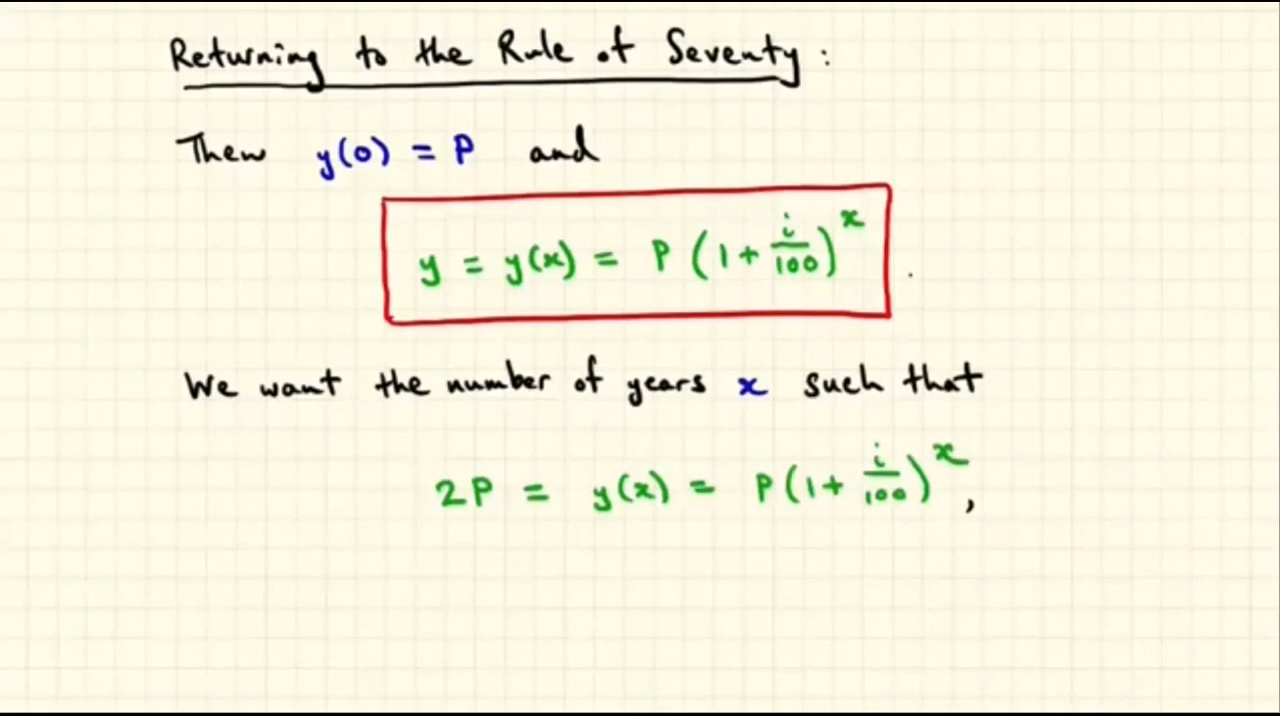 Returning to the Rule of Seventy :
Then y(0) = P and
y = y(x) = P (1 + i/100)^x .
We want the number of years x such that
2P = y(x) = P(1 + i/100)^x ,